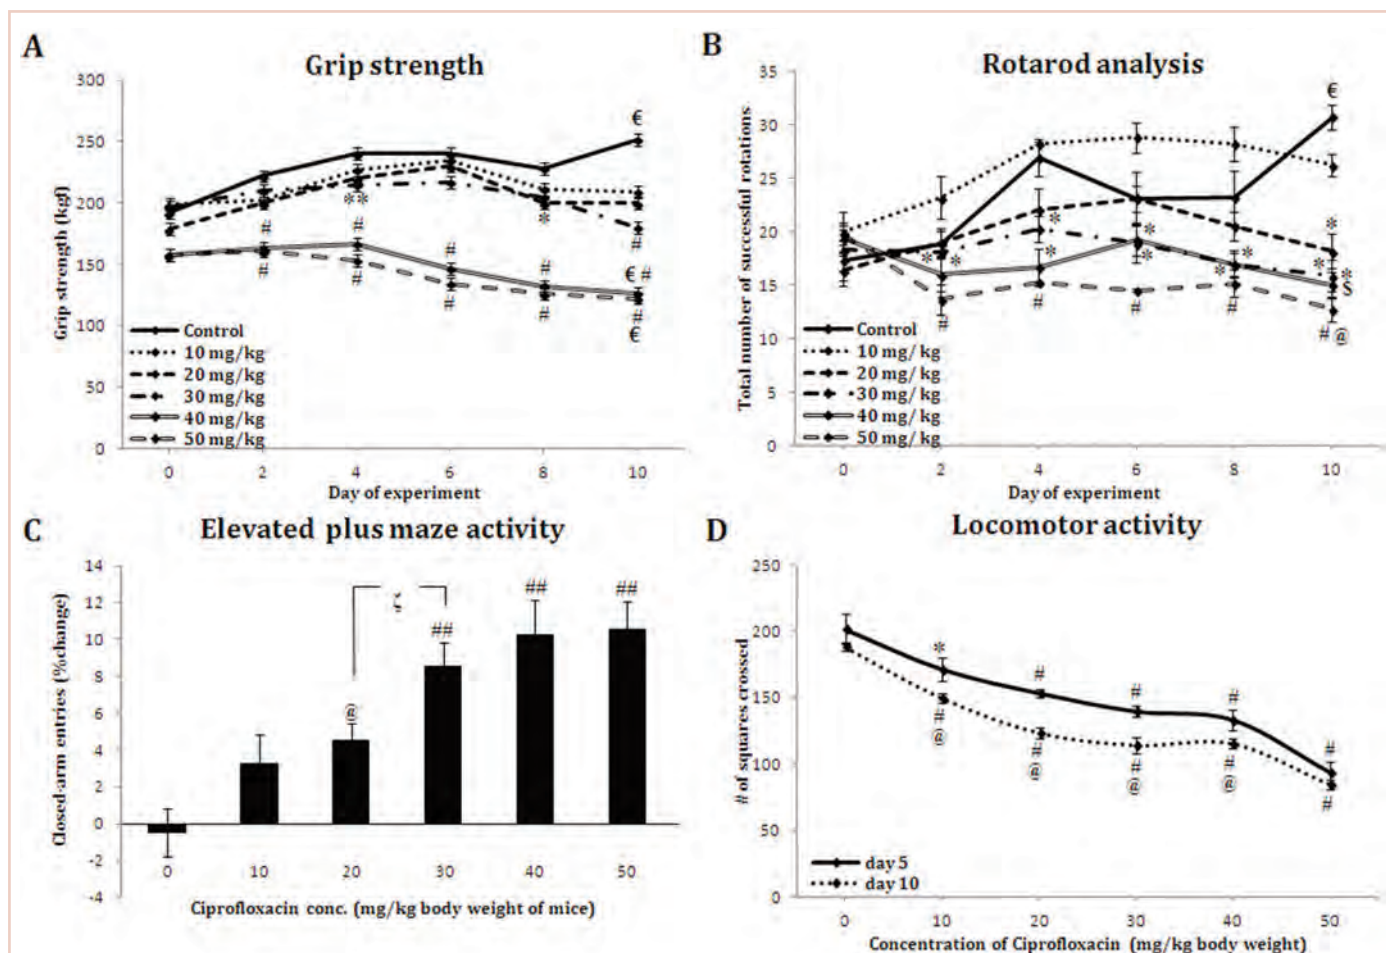 A
Grip strength
300
250
200
150
100
50
0
Grip strength (kg)
€
**
*
#
#
#
#
#
#
#
#
#
#
€ #
#
€
Control
10 mg/kg
20 mg/kg
30 mg/kg
40 mg/kg
50 mg/kg
0 2 4 6 8 10
Day of experiment
B
Rotarod analysis
35
30
25
20
15
10
5
0
Total number of successful rotations
€
*
*
*
*
*
*
*
*
*
*
*
$
#
#
#
#
# @
Control
10 mg/ kg
20 mg/ kg
30 mg/ kg
40 mg/ kg
50 mg/ kg
0 2 4 6 8 10
Day of experiment
C
Elevated plus maze activity
14
12
10
8
6
4
2
0
-2
-4
Closed-arm entries (%change)
@
ζ
##
##
##
0 10 20 30 40 50
Ciprofloxacin conc. (mg/kg body weight of mice)
D
Locomotor activity
250
200
150
100
50
0
# of squares crossed
* # # # #
# # # # #
@ @ @ @
day 5
day 10
0 10 20 30 40 50
Concentration of Ciprofloxacin (mg/kg body weight)